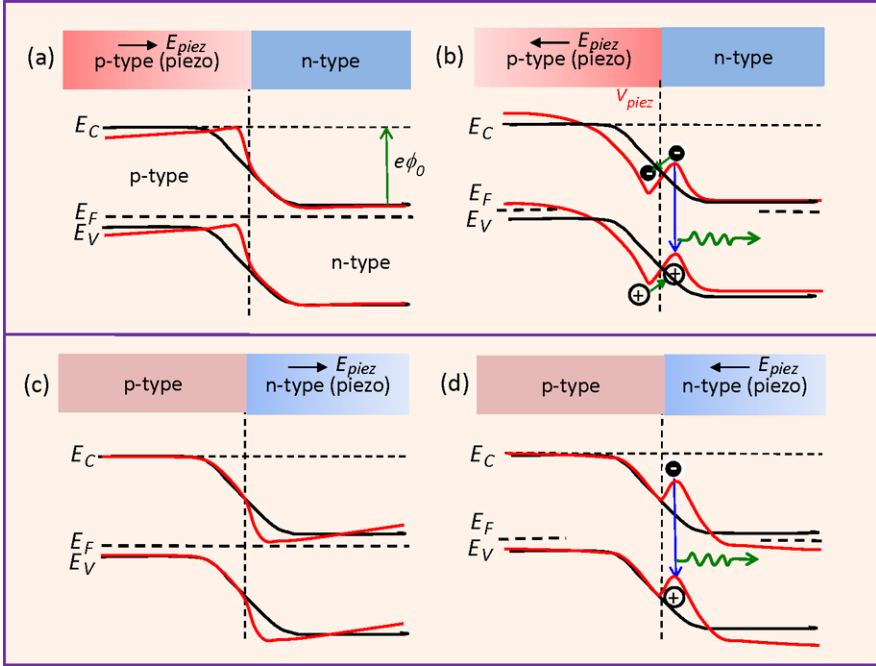 (a)
E_piez
p-type (piezo)
n-type
E_C
eϕ_0
p-type
E_F
E_V
n-type
(b)
E_piez
p-type (piezo)
n-type
V_piez
E_C
E_F
E_V
(c)
p-type
E_piez
n-type (piezo)
E_C
E_F
E_V
(d)
p-type
E_piez
n-type (piezo)
E_C
E_F
E_V